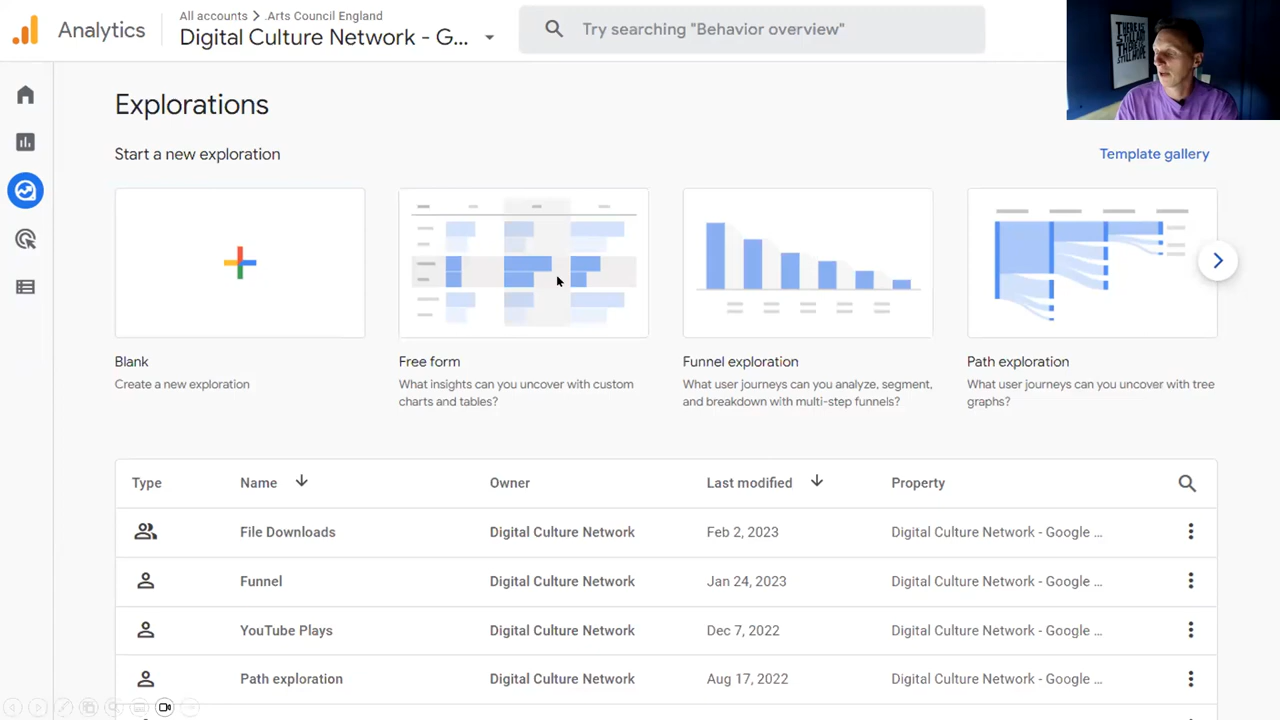 Analytics
All accounts > .Arts Council England
Digital Culture Network - G...
Try searching "Behavior overview"
THERE IS
STILL
HOPE
Explorations
Start a new exploration
Template gallery
Blank
Create a new exploration
Free form
What insights can you uncover with custom
charts and tables?
Funnel exploration
What user journeys can you analyze, segment,
and breakdown with multi-step funnels?
Path exploration
What user journeys can you uncover with tree
graphs?
Type Name Owner Last modified Property
File Downloads Digital Culture Network Feb 2, 2023 Digital Culture Network - Google ...
Funnel Digital Culture Network Jan 24, 2023 Digital Culture Network - Google ...
YouTube Plays Digital Culture Network Dec 7, 2022 Digital Culture Network - Google ...
Path exploration Digital Culture Network Aug 17, 2022 Digital Culture Network - Google ...